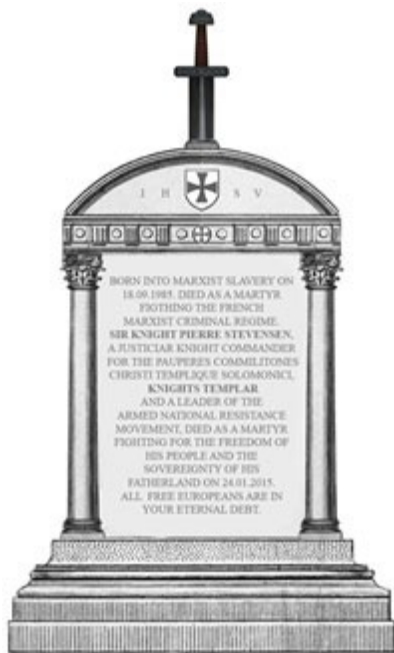 I H S V
BORN INTO MARXIST SLAVERY ON
18.09.1985. DIED AS A MARTYR
FIGTHING THE FRENCH
MARXIST CRIMINAL REGIME.
SIR KNIGHT PIERRE STEVENSEN,
A JUSTICIAR KNIGHT COMMANDER
FOR THE PAUPERES COMMILITONES
CHRISTI TEMPLIQUE SOLOMONICI,
KNIGHTS TEMPLAR
AND A LEADER OF THE
ARMED NATIONAL RESISTANCE
MOVEMENT, DIED AS A MARTYR
FIGHTING FOR THE FREEDOM OF
HIS PEOPLE AND THE
SOVEREIGNTY OF HIS
FATHERLAND ON 24.01.2015.
ALL FREE EUROPEANS ARE IN
YOUR ETERNAL DEBT.